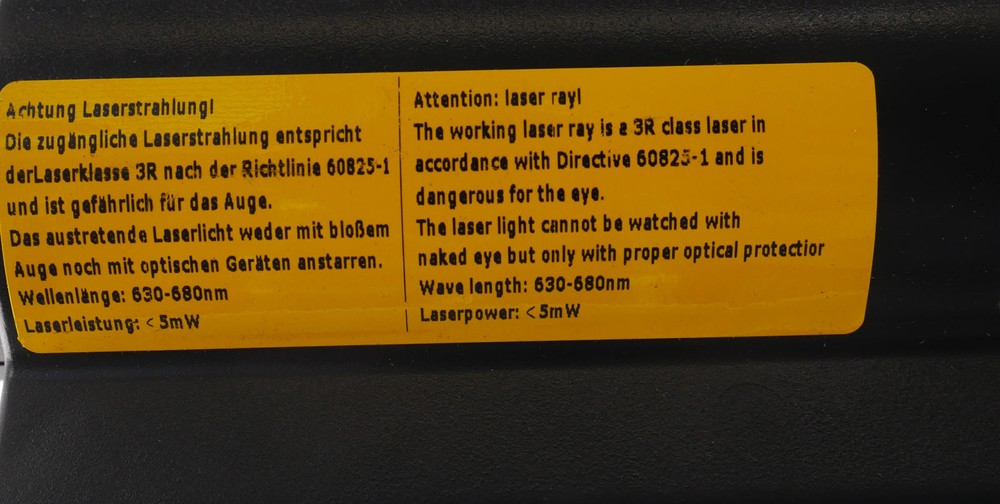 Achtung Laserstrahlung!
Die zugängliche Laserstrahlung entspricht
derLaserklasse 3R nach der Richtlinie 60825-1
und ist gefährlich für das Auge.
Das austretende Laserlicht weder mit bloßem
Auge noch mit optischen Geräten anstarren.
Wellenlänge: 630-680nm
Laserleistung: < 5mW
Attention: laser ray!
The working laser ray is a 3R class laser in
accordance with Directive 60825-1 and is
dangerous for the eye.
The laser light cannot be watched with
naked eye but only with proper optical protection
Wave length: 630-680nm
Laserpower: < 5mW